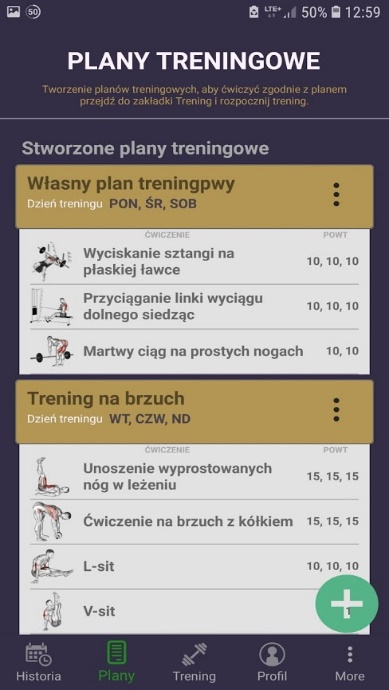 50
LTE+
50%
12:59
PLANY TRENINGOWE
Tworzenie planów treningowych, aby ćwiczyć zgodnie z planem
przejdź do zakładki Trening i rozpocznij trening.
Stworzone plany treningowe
Własny plan treningpwy
Dzień treningu PON, ŚR, SOB
ĆWICZENIE POWT
Wyciskanie sztangi na
płaskiej ławce
10, 10, 10
Przyciąganie linki wyciągu
dolnego siedząc
10, 10, 10
Martwy ciąg na prostych nogach 10, 10
Trening na brzuch
Dzień treningu WT, CZW, ND
ĆWICZENIE POWT
Unoszenie wyprostowanych
nóg w leżeniu
15, 15, 15
Ćwiczenie na brzuch z kółkiem 15, 15, 15
L-sit 10, 10, 10
V-sit
Historia Plany Trening Profil More